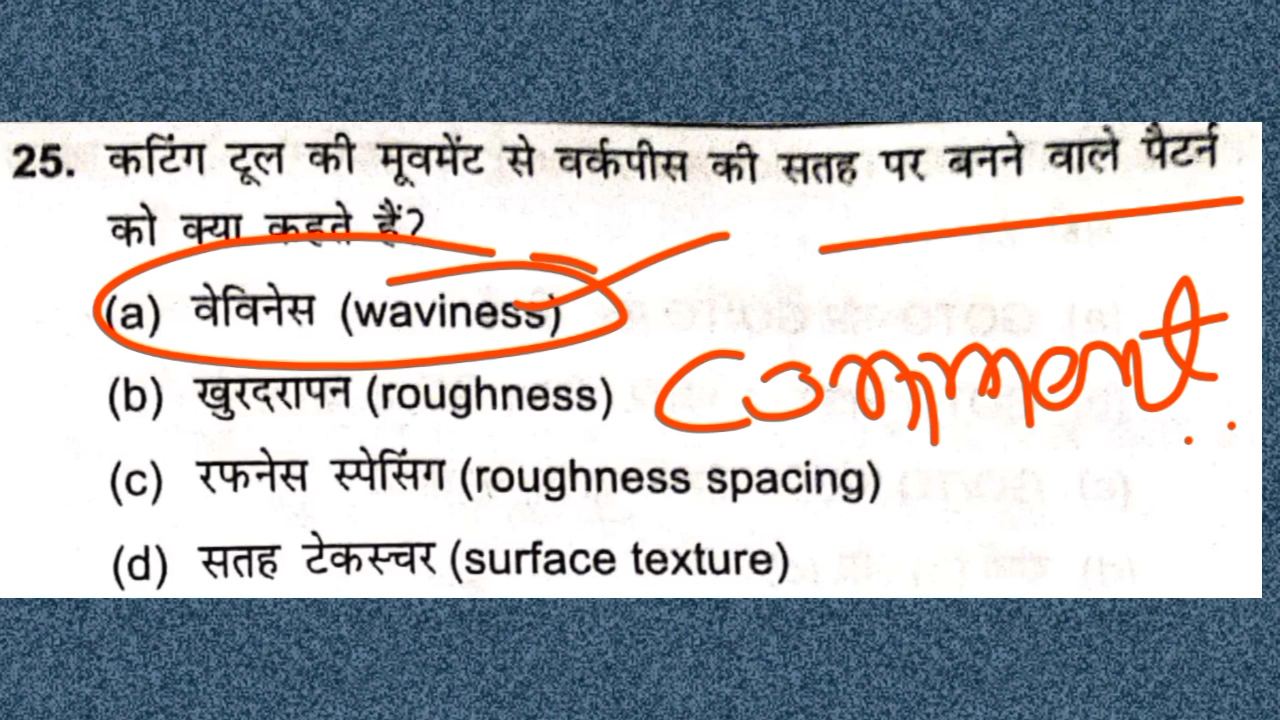 25. कटिंग टूल की मूवमेंट से वर्कपीस की सतह पर बनने वाले पैटर्न
को क्या कहते हैं?
(a) वेविनेस (waviness)
(b) खुरदरापन (roughness)
comment..
(c) रफनेस स्पेसिंग (roughness spacing)
(d) सतह टेकस्चर (surface texture)